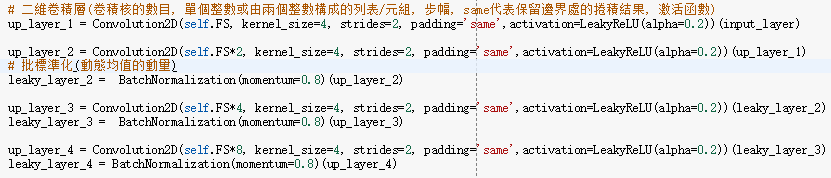 # 二維卷積層(卷積核的數目, 單個整數或由兩個整數構成的列表/元組, 步幅, same代表保留邊界處的捲積結果, 激活函數)
up_layer_1 = Convolution2D(self.FS, kernel_size=4, strides=2, padding='same',activation=LeakyReLU(alpha=0.2))(input_layer)
up_layer_2 = Convolution2D(self.FS*2, kernel_size=4, strides=2, padding='same',activation=LeakyReLU(alpha=0.2))(up_layer_1)
# 批標準化(動態均值的動量)
leaky_layer_2 =  BatchNormalization(momentum=0.8)(up_layer_2)
up_layer_3 = Convolution2D(self.FS*4, kernel_size=4, strides=2, padding='same',activation=LeakyReLU(alpha=0.2))(leaky_layer_2)
leaky_layer_3 =  BatchNormalization(momentum=0.8)(up_layer_3)
up_layer_4 = Convolution2D(self.FS*8, kernel_size=4, strides=2, padding='same',activation=LeakyReLU(alpha=0.2))(leaky_layer_3)
leaky_layer_4 = BatchNormalization(momentum=0.8)(up_layer_4)